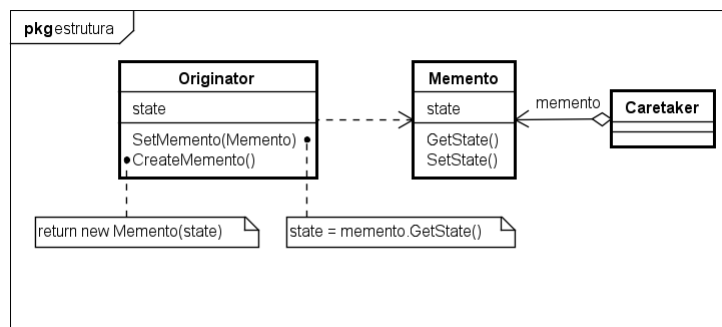 pkg estrutura
Originator
state
SetMemento(Memento)
CreateMemento()
Memento
state
GetState()
SetState()
memento
Caretaker
return new Memento(state)
state = memento.GetState()